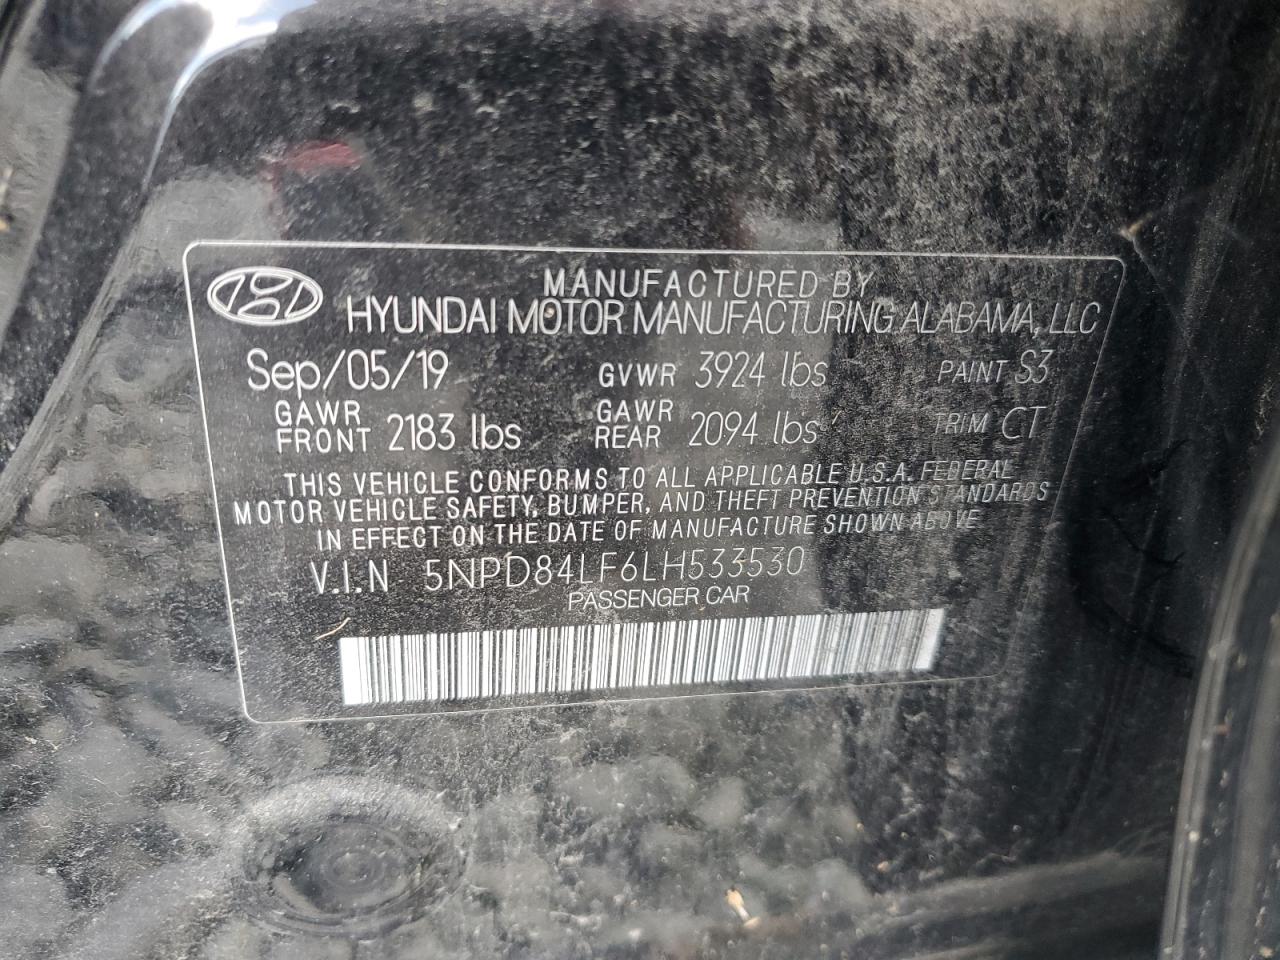 MANUFACTURED BY
HYUNDAI MOTOR MANUFACTURING ALABAMA, LLC
Sep/05/19 GVWR 3924 lbs PAINT S3
GAWR FRONT 2183 lbs GAWR REAR 2094 lbs TRIM CT
THIS VEHICLE CONFORMS TO ALL APPLICABLE U.S.A. FEDERAL
MOTOR VEHICLE SAFETY, BUMPER, AND THEFT PREVENTION STANDARDS
IN EFFECT ON THE DATE OF MANUFACTURE SHOWN ABOVE
V.I.N 5NPD84LF6LH533530
PASSENGER CAR